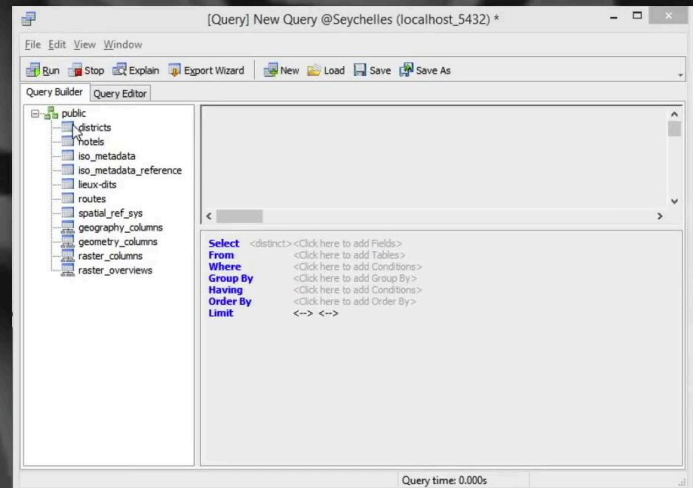 [Query] New Query @Seychelles (localhost_5432) *
File Edit View Window
Run Stop Explain Export Wizard New Load Save Save As
Query Builder Query Editor
public
districts
hotels
iso_metadata
iso_metadata_reference
lieux-dits
routes
spatial_ref_sys
geography_columns
geometry_columns
raster_columns
raster_overviews
Select <distinct> <Click here to add Fields>
From <Click here to add Tables>
Where <Click here to add Conditions>
Group By <Click here to add Group By>
Having <Click here to add Conditions>
Order By <Click here to add Order By>
Limit <--> <-->
Query time: 0.000s